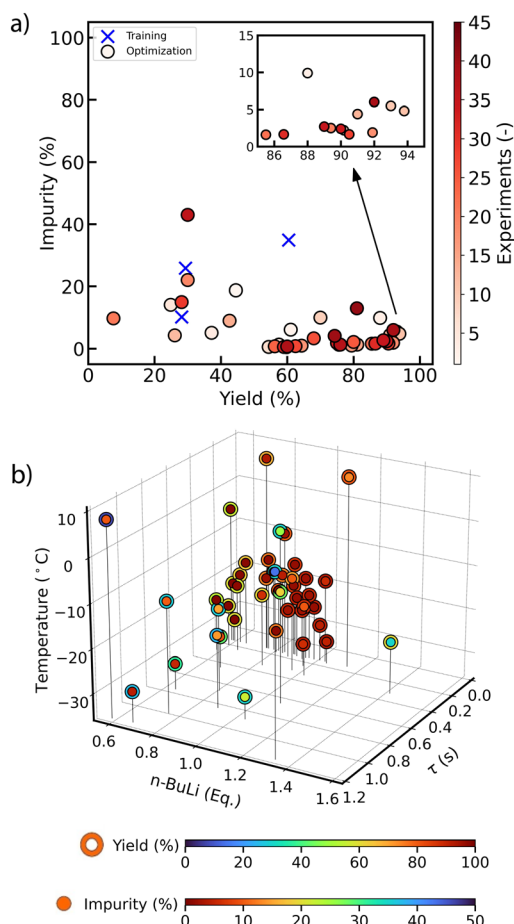 a)
Training
Optimization
15
10
5
0
86 88 90 92 94
100
80
60
40
20
0
Impurity (%)
0 20 40 60 80 100
Yield (%)
45
40
35
30
25
20
15
10
5
Experiments (-)
b)
10
0
−10
−20
−30
Temperature (°C)
0.6 0.8 1.0 1.2 1.4 1.6
n-BuLi (Eq.)
0.0
0.2
0.4
0.6
0.8
1.0
1.2
τ (s)
Yield (%)
0 20 40 60 80 100
Impurity (%)
0 10 20 30 40 50